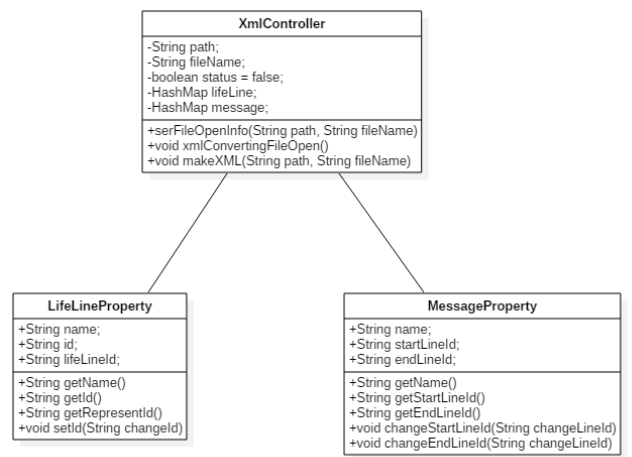 XmlController
-String path;
-String fileName;
-boolean status = false;
-HashMap lifeLine;
-HashMap message;
+serFileOpenInfo(String path, String fileName)
+void xmlConvertingFileOpen()
+void makeXML(String path, String fileName)
LifeLineProperty
+String name;
+String id;
+String lifeLineId;
+String getName()
+String getId()
+String getRepresentId()
+void setId(String changeId)
MessageProperty
+String name;
+String startLineId;
+String endLineId;
+String getName()
+String getStartLineId()
+String getEndLineId()
+void changeStartLineId(String changeLineId)
+void changeEndLineId(String changeLineId)